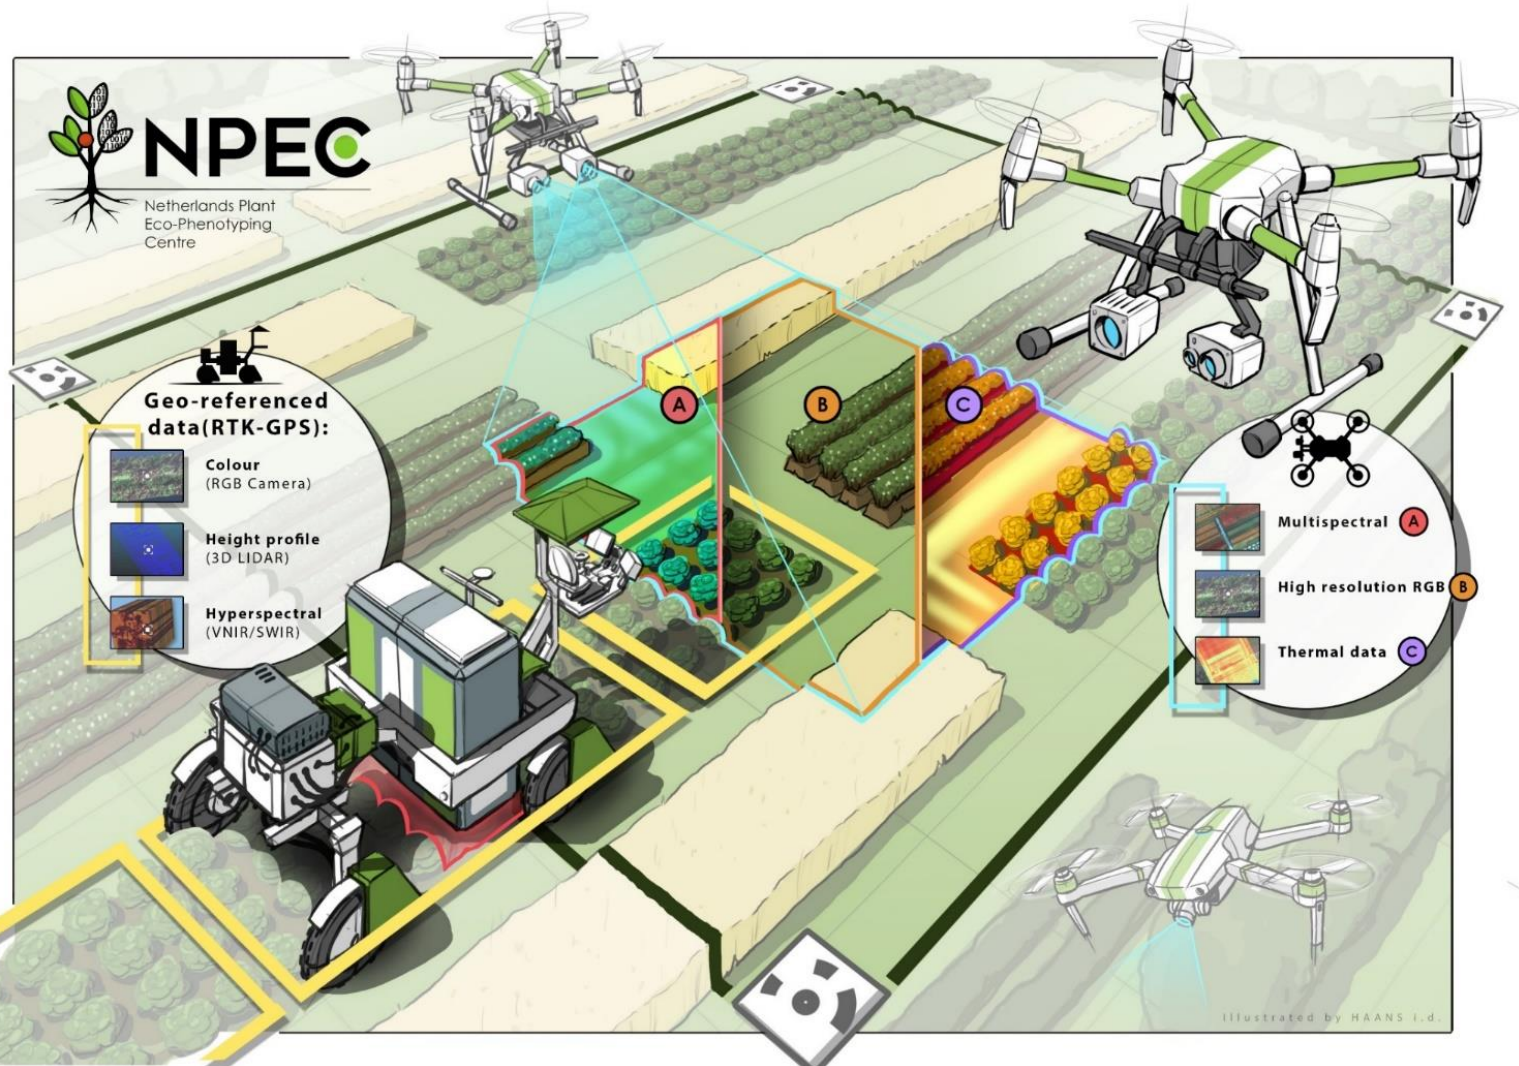 NPEC
Netherlands Plant
Eco-Phenotyping
Centre
Geo-referenced
data(RTK-GPS):
Colour
(RGB Camera)
Height profile
(3D LIDAR)
Hyperspectral
(VNIR/SWIR)
A
B
C
Multispectral A
High resolution RGB B
Thermal data C
Illustrated by HAANS i.d.